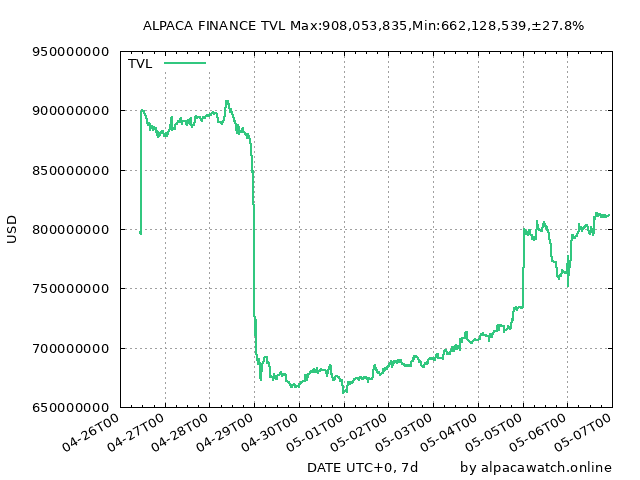 ALPACA FINANCE TVL Max:908,053,835,Min:662,128,539,±27.8%
950000000
TVL
900000000
850000000
800000000
USD
750000000
700000000
650000000
04-26T00
04-27T00
04-28T00
04-29T00
04-30T00
05-01T00
05-02T00
05-03T00
05-04T00
05-05T00
05-06T00
05-07T00
DATE UTC+0, 7d
by alpacawatch.online